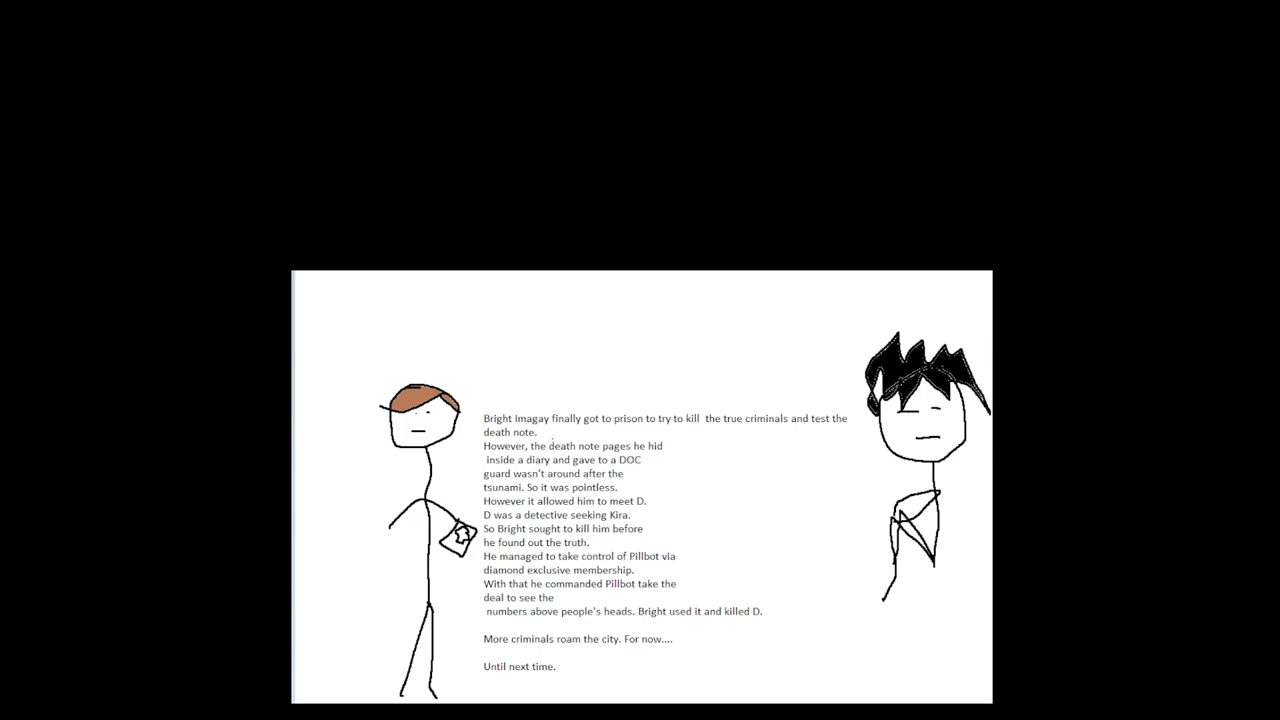 Bright Imagay finally got to prison to try to kill  the true criminals and test the
death note.
However, the death note pages he hid
inside a diary and gave to a DOC
guard wasn't around after the
tsunami. So it was pointless.
However it allowed him to meet D.
D was a detective seeking Kira.
So Bright sought to kill him before
he found out the truth.
He managed to take control of Pillbot via
diamond exclusive membership.
With that he commanded Pillbot take the
deal to see the
numbers above people's heads. Bright used it and killed D.
More criminals roam the city. For now....
Until next time.